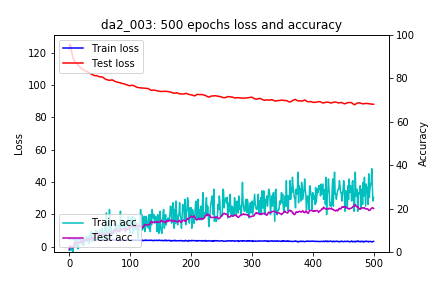 da2_003: 500 epochs loss and accuracy
Train loss
Test loss
Train acc
Test acc
Loss
Accuracy
120
100
80
60
40
20
0
100
80
60
40
20
0
0
100
200
300
400
500